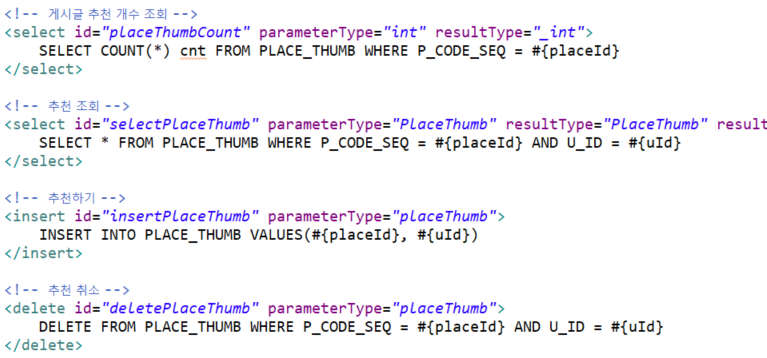 <!-- 게시글 추천 개수 조회 -->
<select id="placeThumbCount" parameterType="int" resultType="_int">
    SELECT COUNT(*) cnt FROM PLACE_THUMB WHERE P_CODE_SEQ = #{placeId}
</select>

<!-- 추천 조회 -->
<select id="selectPlaceThumb" parameterType="PlaceThumb" resultType="PlaceThumb" result
    SELECT * FROM PLACE_THUMB WHERE P_CODE_SEQ = #{placeId} AND U_ID = #{uId}
</select>

<!-- 추천하기 -->
<insert id="insertPlaceThumb" parameterType="placeThumb">
    INSERT INTO PLACE_THUMB VALUES(#{placeId}, #{uId})
</insert>

<!-- 추천 취소 -->
<delete id="deletePlaceThumb" parameterType="placeThumb">
    DELETE FROM PLACE_THUMB WHERE P_CODE_SEQ = #{placeId} AND U_ID = #{uId}
</delete>